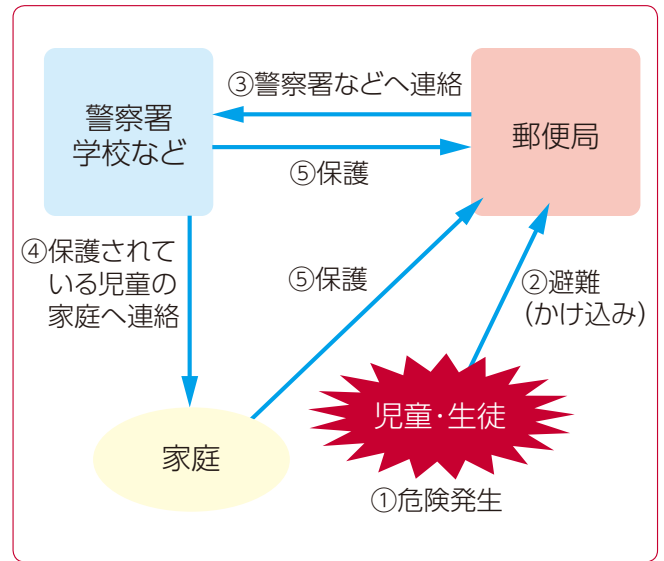 警察署
学校など
③警察署などへ連絡
郵便局
⑤保護
④保護されて
いる児童の
家庭へ連絡
⑤保護
②避難
(かけ込み)
児童・生徒
家庭
①危険発生